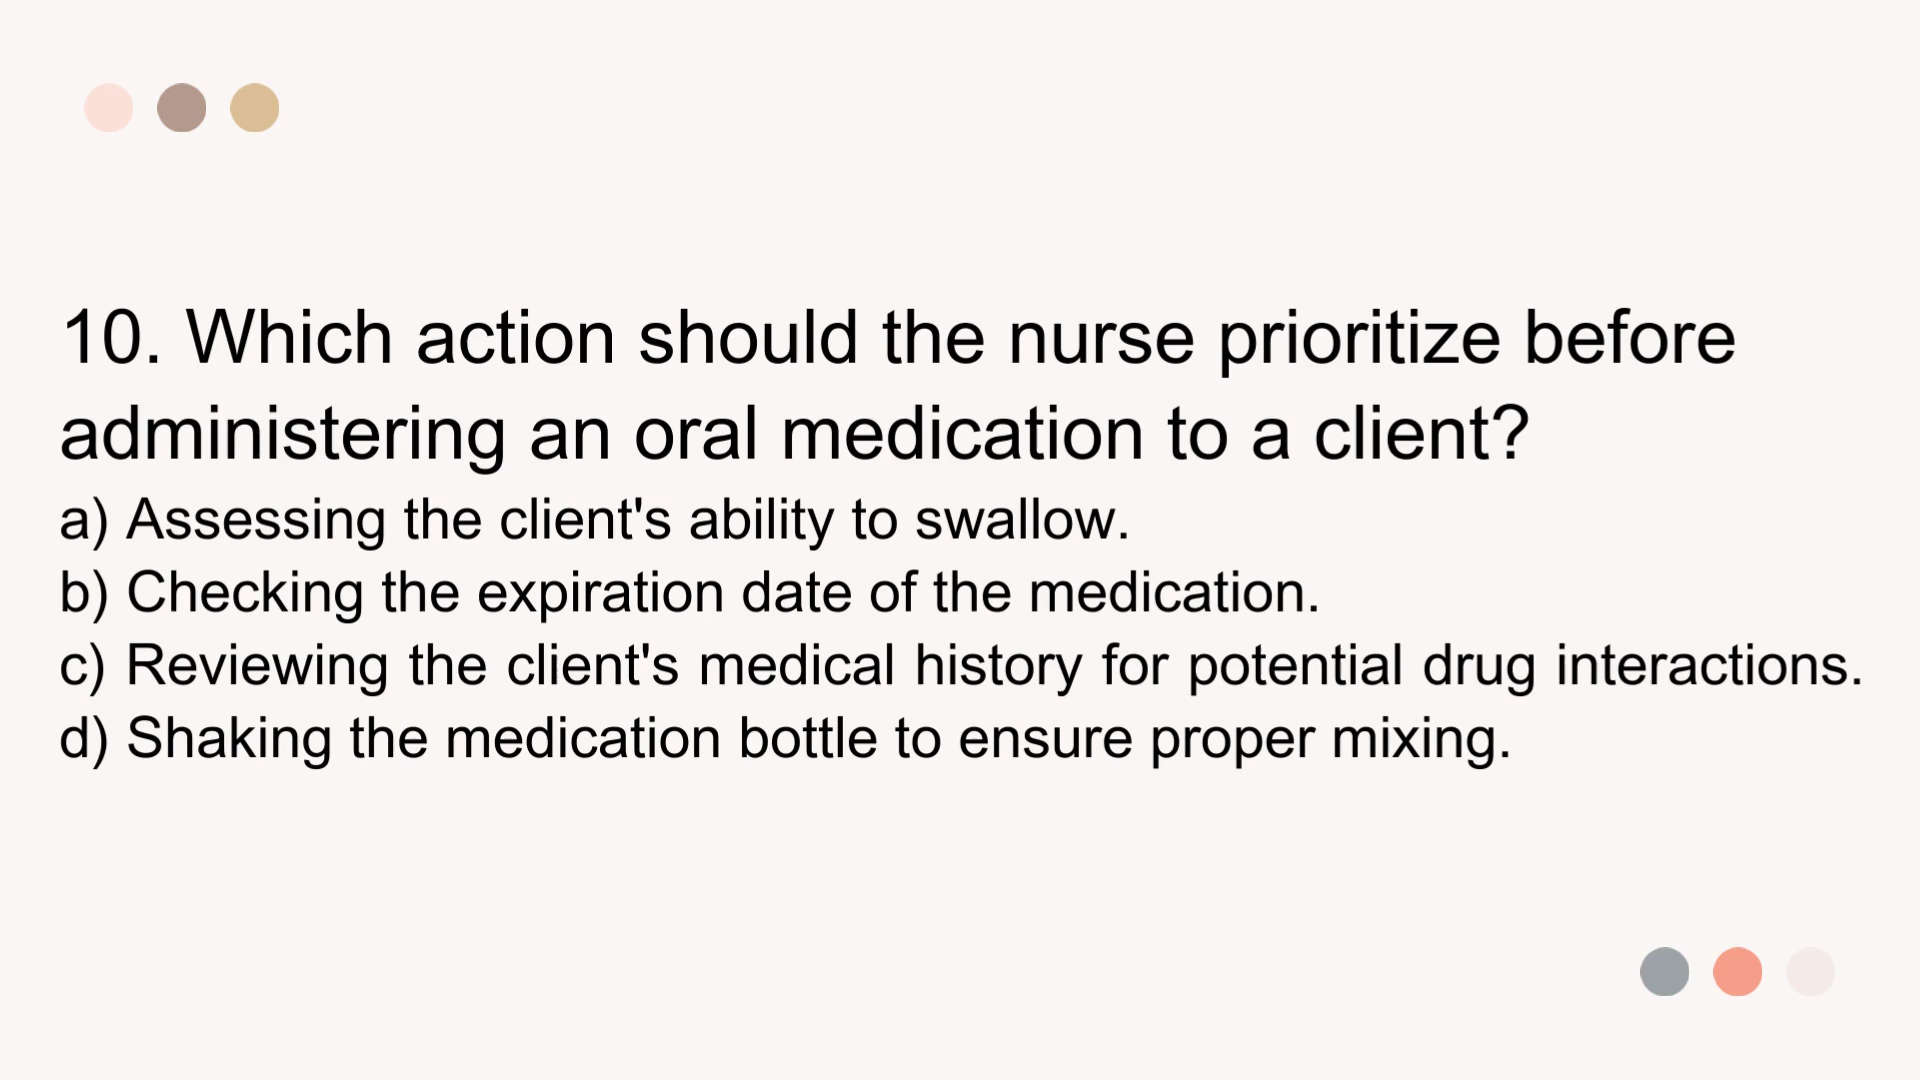 10. Which action should the nurse prioritize before
administering an oral medication to a client?
a) Assessing the client's ability to swallow.
b) Checking the expiration date of the medication.
c) Reviewing the client's medical history for potential drug interactions.
d) Shaking the medication bottle to ensure proper mixing.